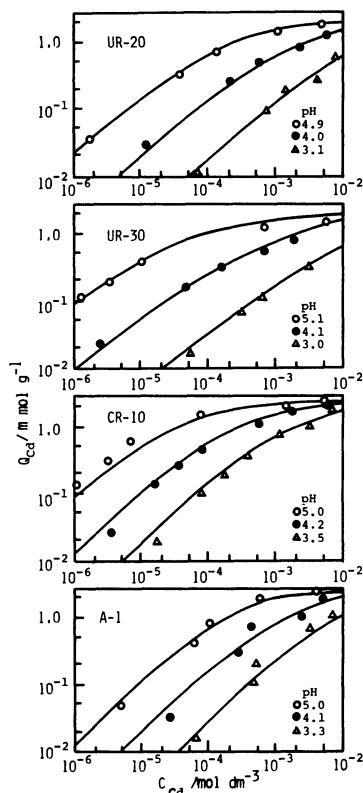 UR-20
1.0
10⁻¹
10⁻²
pH
○ 4.9
● 4.0
△ 3.1
10⁻⁶ 10⁻⁵ 10⁻⁴ 10⁻³ 10⁻²
UR-30
1.0
10⁻¹
10⁻²
pH
○ 5.1
● 4.1
△ 3.0
10⁻⁶ 10⁻⁵ 10⁻⁴ 10⁻³ 10⁻²
Q_Cd/m mol g⁻¹
CR-10
1.0
10⁻¹
10⁻²
pH
○ 5.0
● 4.2
△ 3.5
10⁻⁶ 10⁻⁵ 10⁻⁴ 10⁻³ 10⁻²
A-1
1.0
10⁻¹
10⁻²
pH
○ 5.0
● 4.1
△ 3.3
10⁻⁶ 10⁻⁵ 10⁻⁴ 10⁻³ 10⁻²
C_Cd/mol dm⁻³